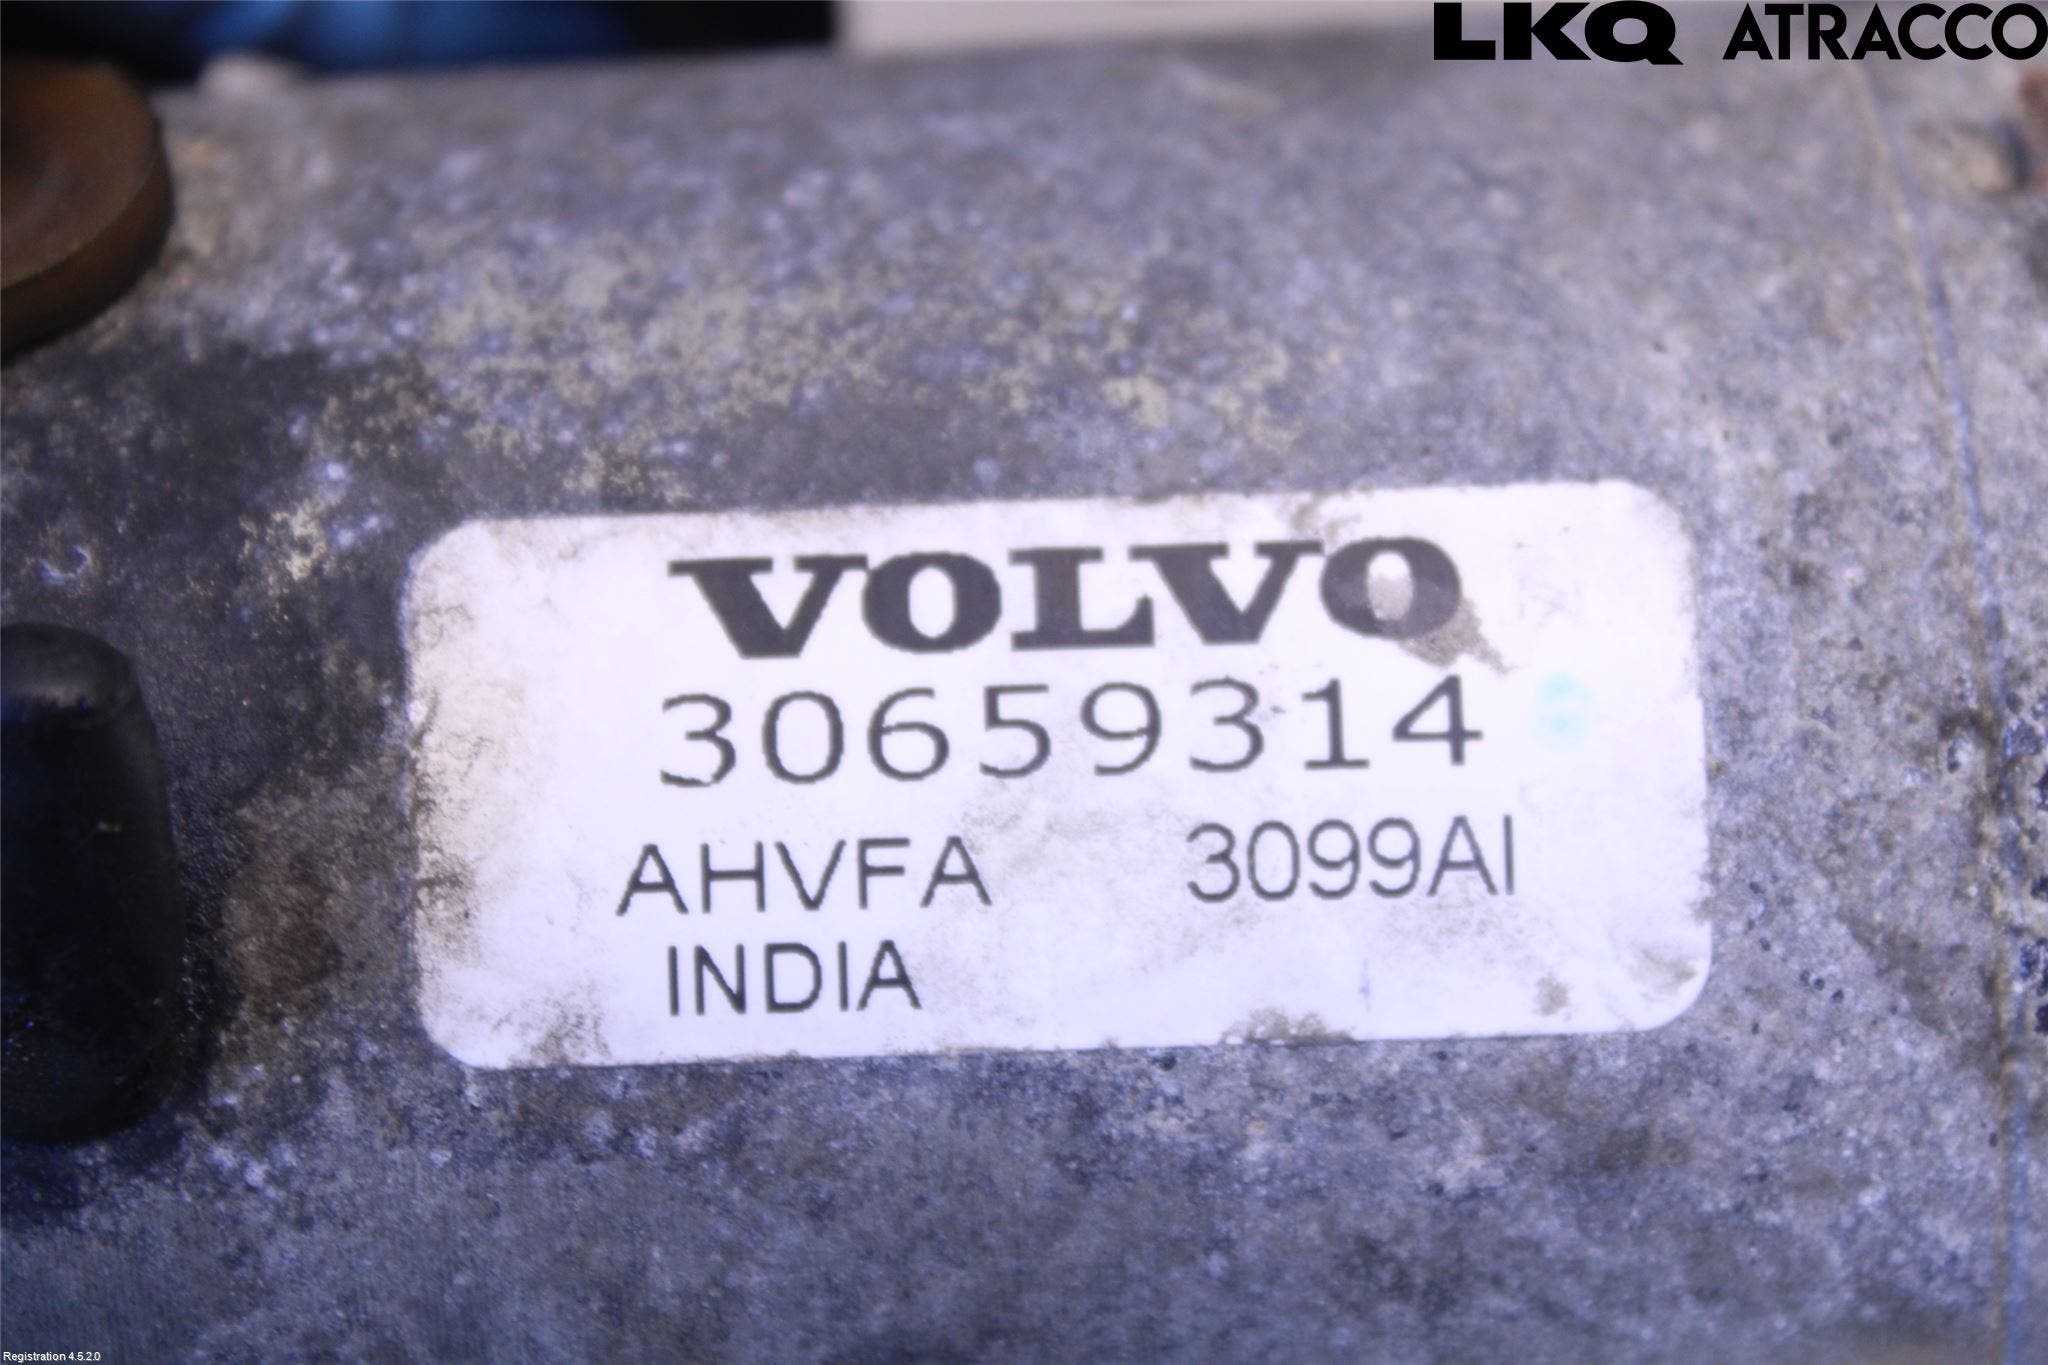 LKQ ATRACCO
VOLVO
30659314
AHVFA 3099AI
INDIA
Registration 4.5.2.0